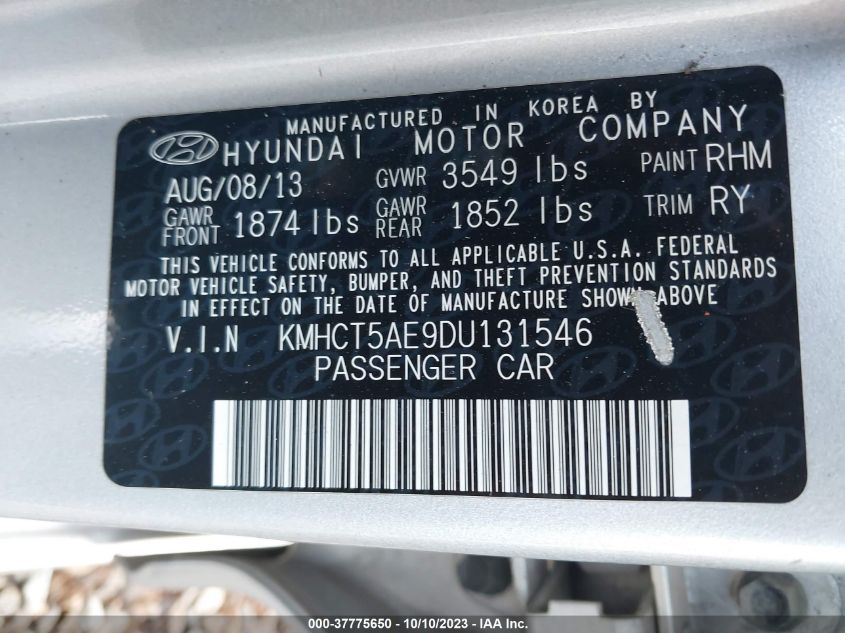 MANUFACTURED IN KOREA BY
HYUNDAI MOTOR COMPANY
AUG/08/13 GVWR 3549 lbs PAINT RHM
GAWR FRONT 1874 lbs GAWR REAR 1852 lbs TRIM RY
THIS VEHICLE CONFORMS TO ALL APPLICABLE U.S.A. FEDERAL
MOTOR VEHICLE SAFETY, BUMPER, AND THEFT PREVENTION STANDARDS
IN EFFECT ON THE DATE OF MANUFACTURE SHOWN ABOVE
V.I.N KMHCT5AE9DU131546
PASSENGER CAR
000-37775650 - 10/10/2023 - IAAI.com